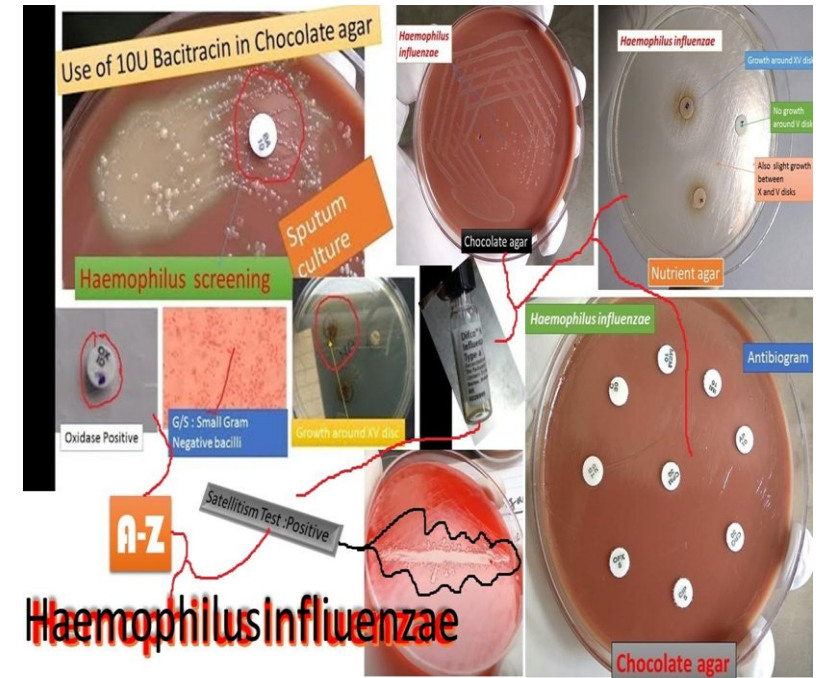 Use of 10U Bacitracin in Chocolate agar
Sputum
culture
Haemophilus screening
Haemophilus
influenzae
Chocolate agar
Haemophilus influenzae
Growth around XV disk
No growth
around V disk
Also slight growth
between
X and V disks
Nutrient agar
Oxidase Positive
G/S : Small Gram
Negative bacilli
Growth around XV disc
Haemophilus influenzae
Antibiogram
Satellitism Test :Positive
A-Z
Haemophilus infliuenzae
Chocolate agar